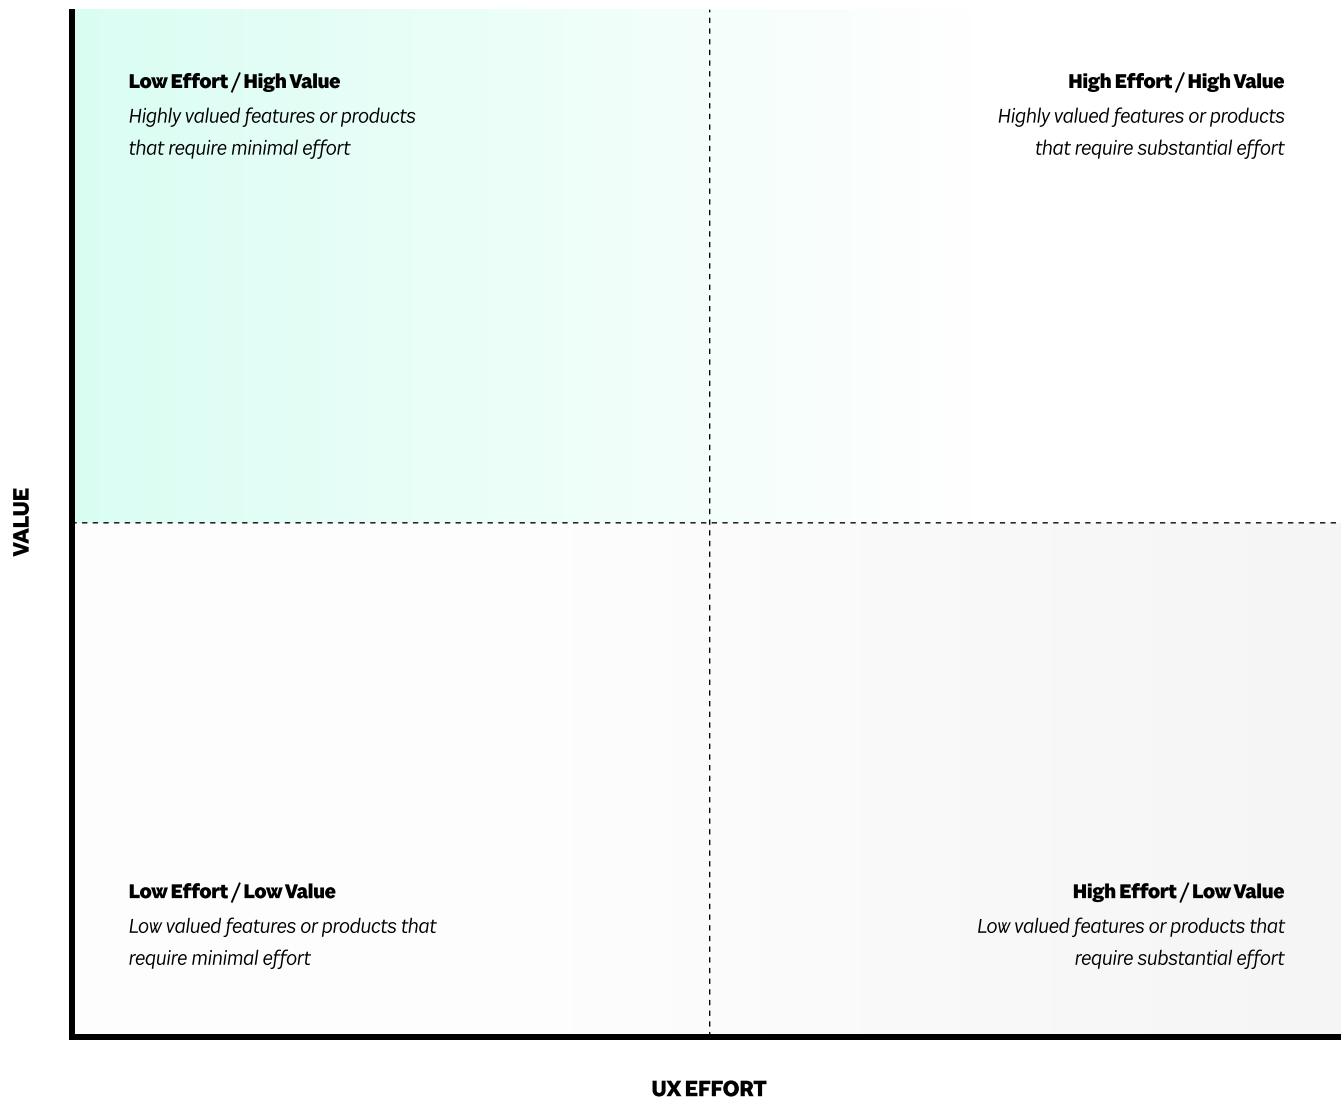 Low Effort / High Value
Highly valued features or products
that require minimal effort
High Effort / High Value
Highly valued features or products
that require substantial effort
VALUE
Low Effort / Low Value
Low valued features or products that
require minimal effort
High Effort / Low Value
Low valued features or products that
require substantial effort
UX EFFORT